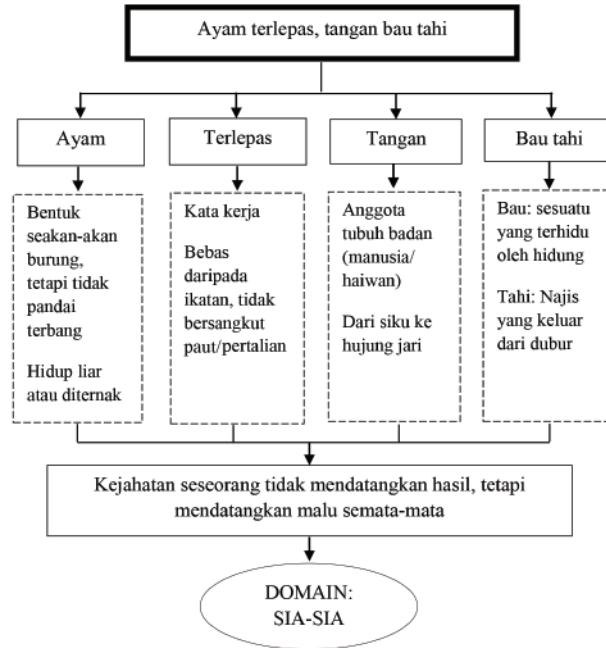 Ayam terlepas, tangan bau tahi
Ayam
Terlepas
Tangan
Bau tahi
Bentuk
seakan-akan
burung,
tetapi tidak
pandai
terbang
Hidup liar
atau diternak
Kata kerja
Bebas
daripada
ikatan, tidak
bersangkut
paut/pertalian
Anggota
tubuh badan
(manusia/
haiwan)
Dari siku ke
hujung jari
Bau: sesuatu
yang terhidu
oleh hidung
Tahi: Najis
yang keluar
dari dubur
Kejahatan seseorang tidak mendatangkan hasil, tetapi
mendatangkan malu semata-mata
DOMAIN:
SIA-SIA